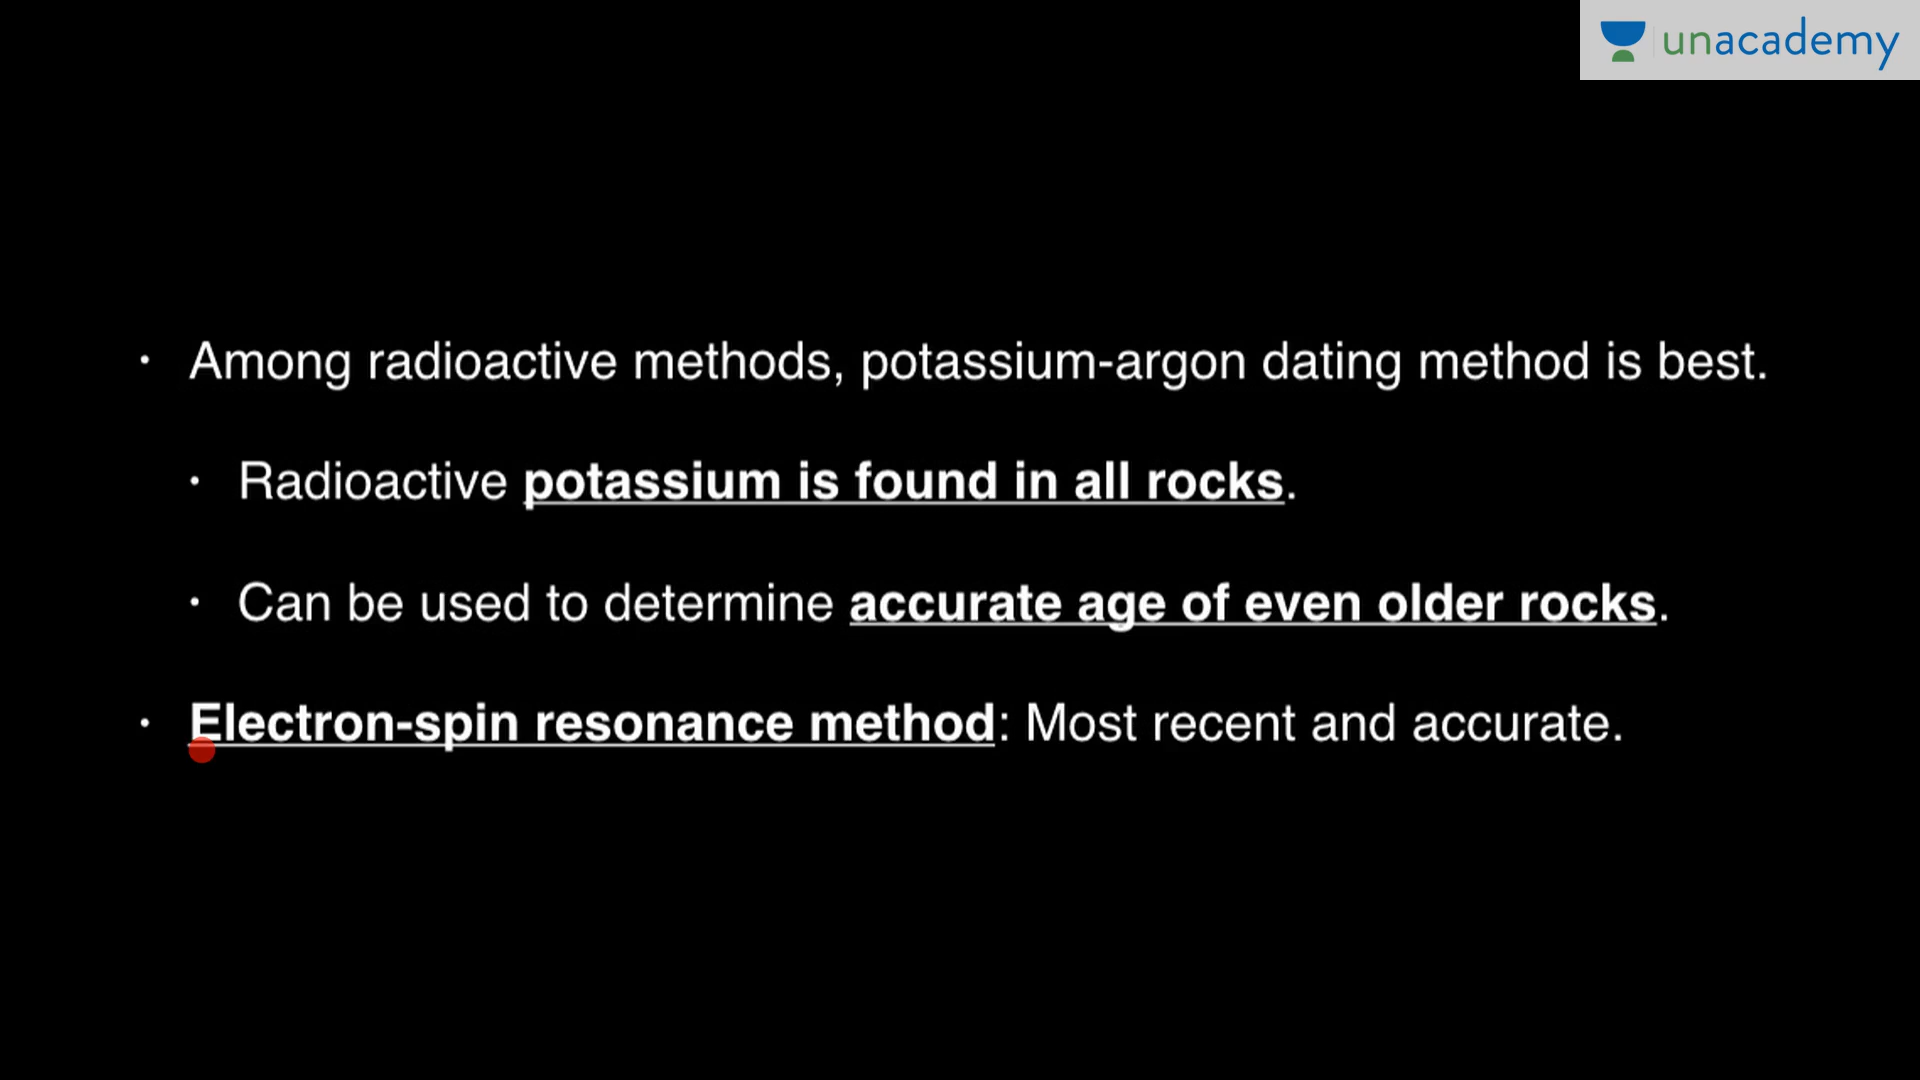 unacademy
• Among radioactive methods, potassium-argon dating method is best.
• Radioactive potassium is found in all rocks.
• Can be used to determine accurate age of even older rocks.
• Electron-spin resonance method: Most recent and accurate.